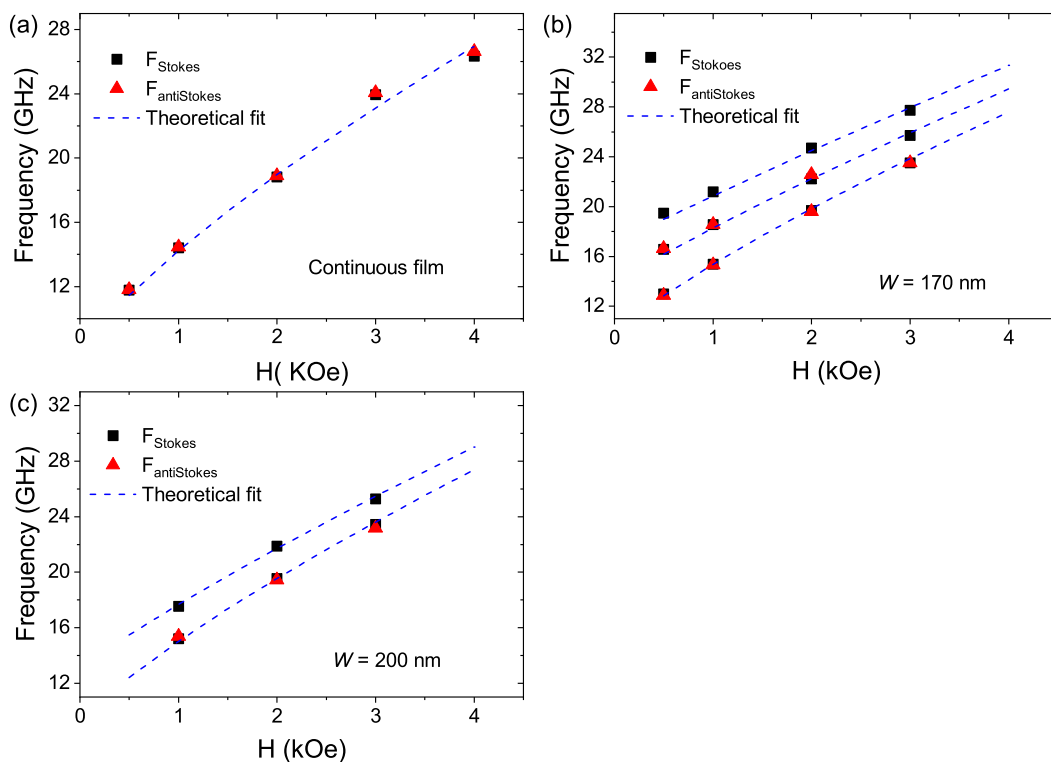 (a)
28
24
20
16
12
Frequency (GHz)
F_Stokes
F_antiStokes
Theoretical fit
Continuous film
0 1 2 3 4
H( KOe)
(b)
32
28
24
20
16
12
Frequency (GHz)
F_Stokoes
F_antiStokes
Theoretical fit
W = 170 nm
0 1 2 3 4
H (kOe)
(c)
32
28
24
20
16
12
Frequency (GHz)
F_Stokes
F_antiStokes
Theoretical fit
W = 200 nm
0 1 2 3 4
H (kOe)